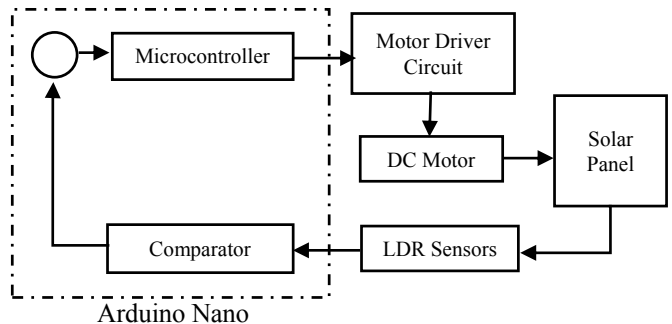 Microcontroller
Motor Driver
Circuit
DC Motor
Solar
Panel
Comparator
LDR Sensors
Arduino Nano